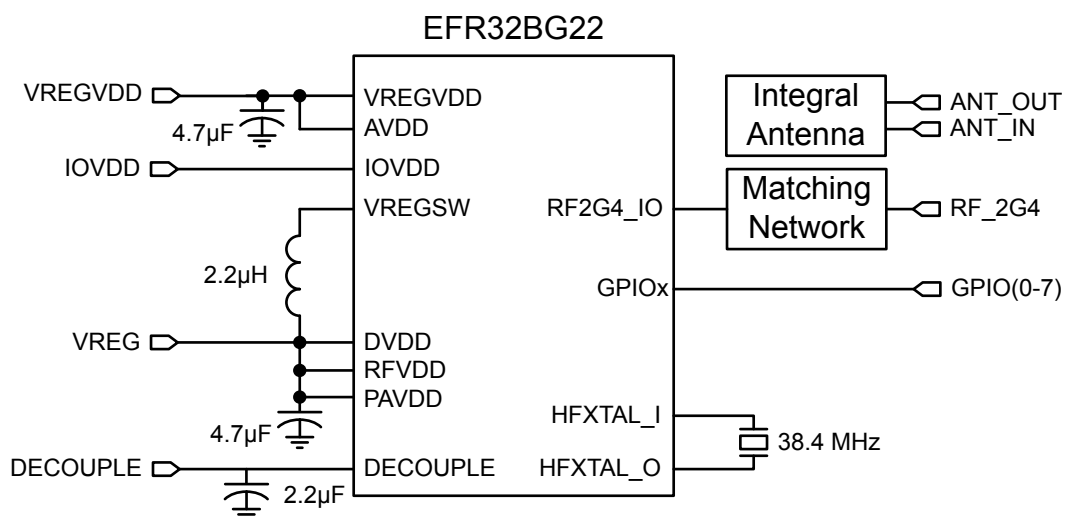 EFR32BG22
VREGVDD
4.7µF
VREGVDD
AVDD
IOVDD
IOVDD
VREGSW
2.2µH
VREG
DVDD
RFVDD
PAVDD
4.7µF
DECOUPLE
DECOUPLE
2.2µF
RF2G4_IO
GPIOx
HFXTAL_I
HFXTAL_O
38.4 MHz
Integral
Antenna
ANT_OUT
ANT_IN
Matching
Network
RF_2G4
GPIO(0-7)